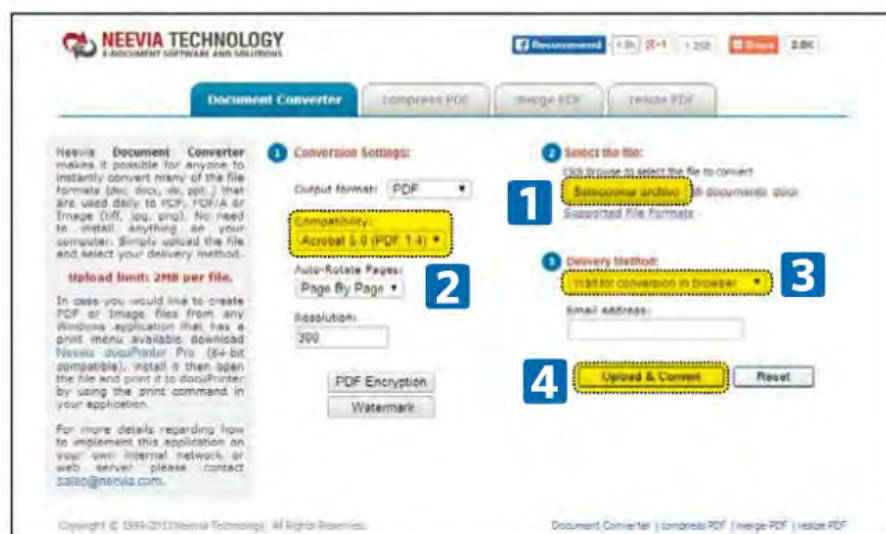 NEEVIA TECHNOLOGY
E-DOCUMENT SOFTWARE AND SOLUTIONS
Recommend
Share 2.0K
Document Converter
compress PDF
merge PDF
resize PDF
Neevia Document Converter
makes it possible for anyone to
instantly convert many of the file
formats (doc, docx, xls, ppt..) that
are used daily to PDF, PDF/A or
Image (tiff, jpg, png). No need
to install anything on your
computer. Simply upload the file
and select your delivery method.
Upload limit: 2MB per file.
In case you would like to create
PDF or Image files from any
Windows application that has a
print menu available, download
Neevia docuPrinter Pro (64-bit
compatible), install it then open
the file and print it to docuPrinter
by using the print command in
your application.
For more details regarding how
to implement this application on
your own internal network or
web server please contact
sales@neevia.com.
1 Conversion Settings:
Output format: PDF
Compatibility:
Acrobat 5.0 (PDF 1.4)
Auto-Rotate Pages:
Page By Page
2
Resolution:
300
PDF Encryption
Watermark
2 Select the file:
Click Browse to select the file to convert
1
Seleccionar archivo
documento.docx
Supported File Formats
3 Delivery Method:
Wait for conversion in browser
3
Email address:
4
Upload & Convert
Reset
Neevia Technology. All Rights Reserved.
Document Converter | compress PDF | merge PDF | resize PDF